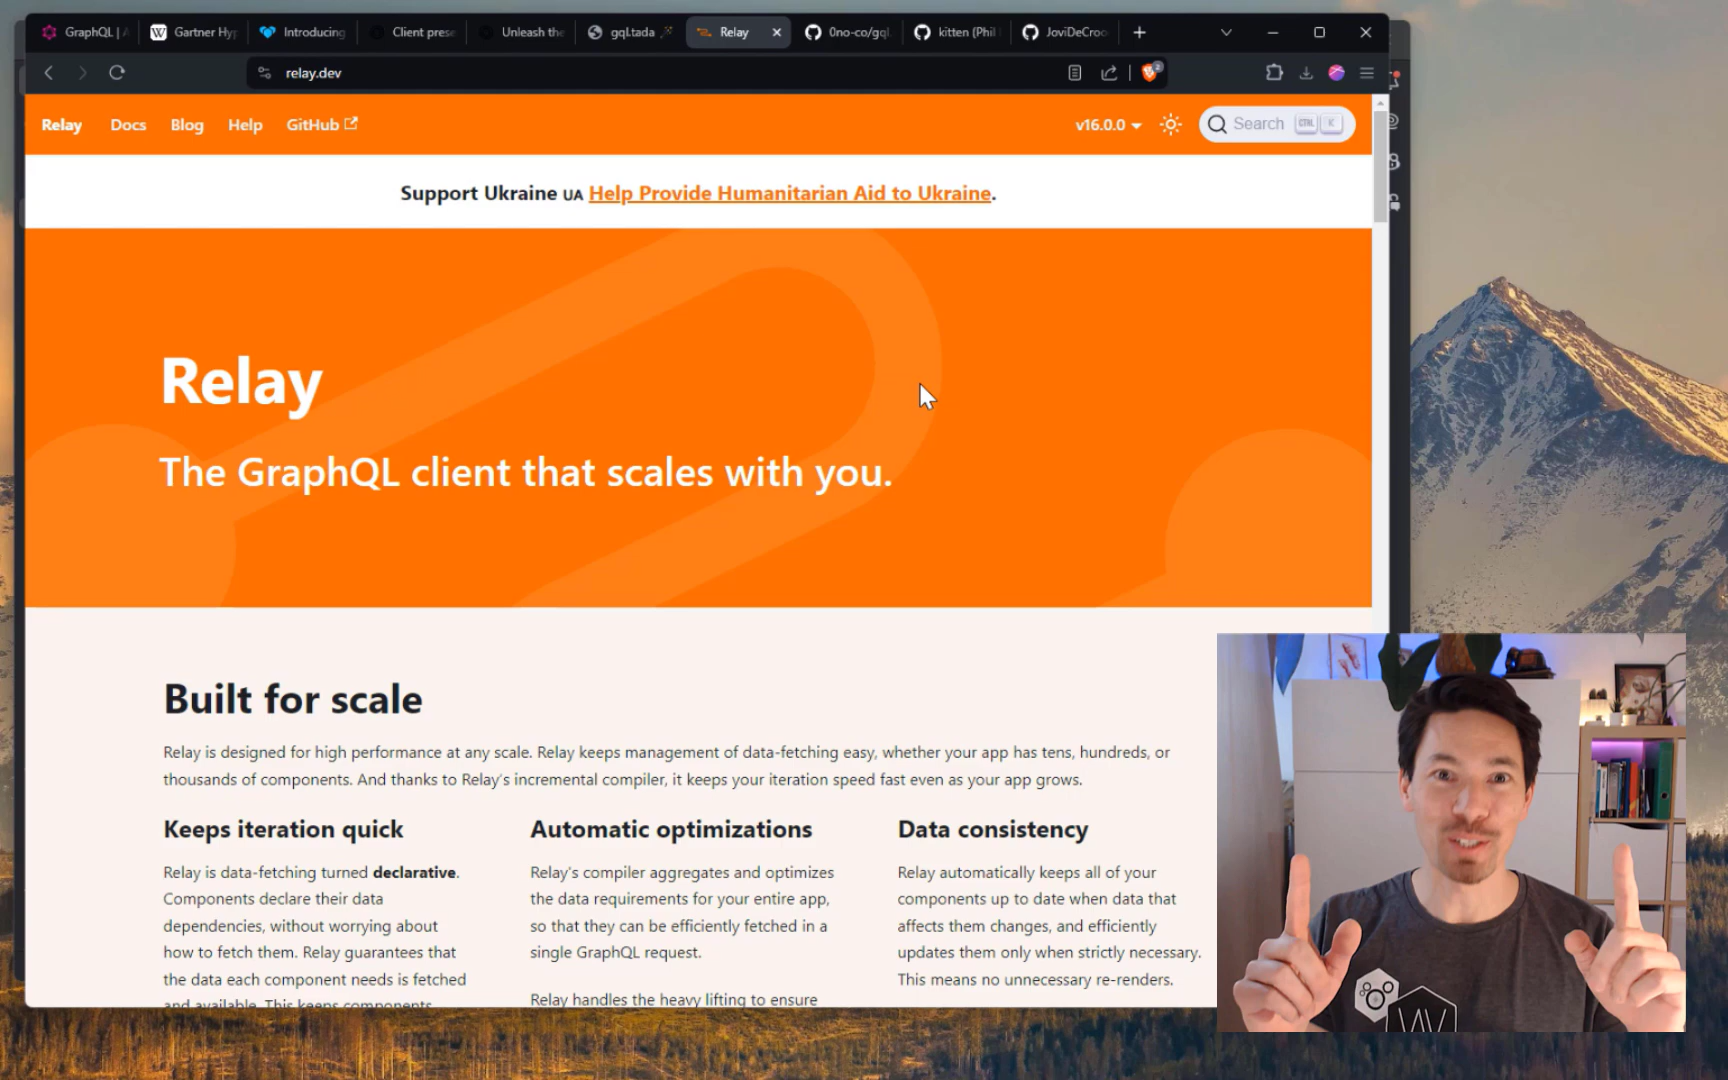 GraphQL | A
Gartner Hyp
Introducing
Client prese
Unleash the
gql.tada
Relay
0no-co/gql.
kitten (Phil
JoviDeCroo
relay.dev
2
Relay
Docs
Blog
Help
GitHub
v16.0.0
Search
CTRL
K
Support Ukraine UA Help Provide Humanitarian Aid to Ukraine.
Relay
The GraphQL client that scales with you.
Built for scale
Relay is designed for high performance at any scale. Relay keeps management of data-fetching easy, whether your app has tens, hundreds, or
thousands of components. And thanks to Relay's incremental compiler, it keeps your iteration speed fast even as your app grows.
Keeps iteration quick
Relay is data-fetching turned declarative.
Components declare their data
dependencies, without worrying about
how to fetch them. Relay guarantees that
the data each component needs is fetched
and available. This keeps components
Automatic optimizations
Relay's compiler aggregates and optimizes
the data requirements for your entire app,
so that they can be efficiently fetched in a
single GraphQL request.
Relay handles the heavy lifting to ensure
Data consistency
Relay automatically keeps all of your
components up to date when data that
affects them changes, and efficiently
updates them only when strictly necessary.
This means no unnecessary re-renders.